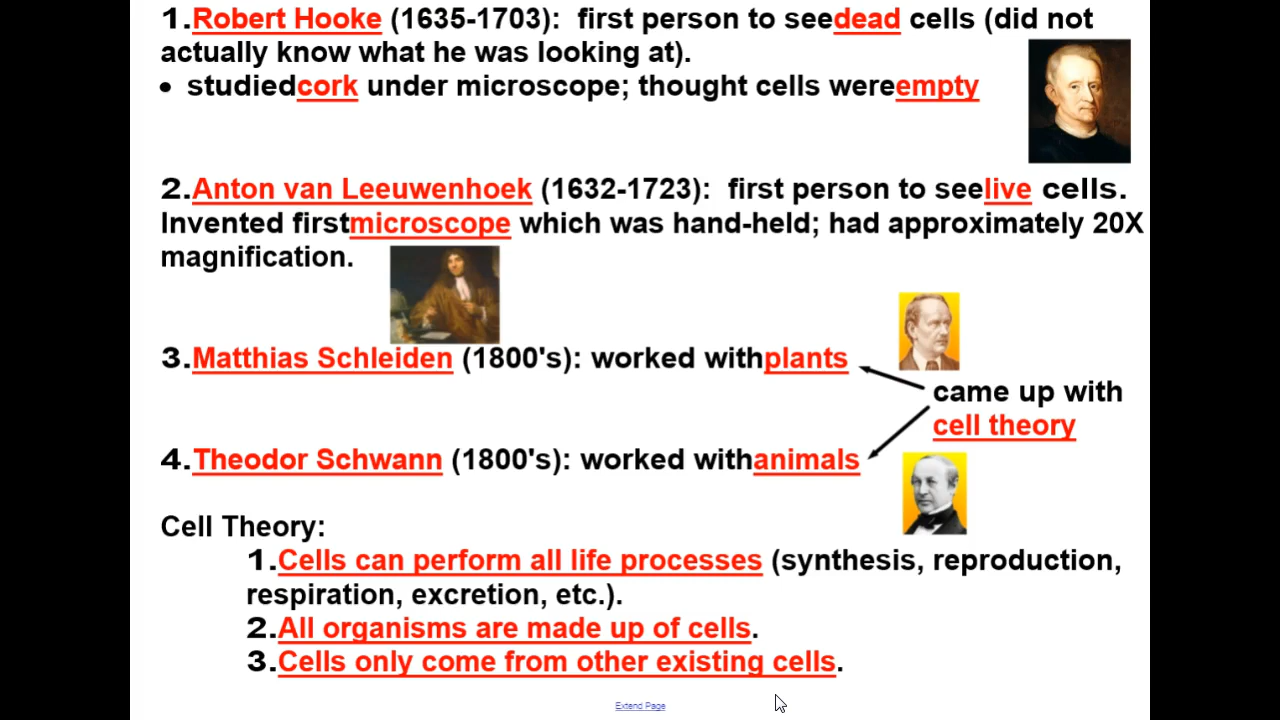 1.Robert Hooke (1635-1703):  first person to seedead cells (did not
actually know what he was looking at).
• studiedcork under microscope; thought cells wereempty
2.Anton van Leeuwenhoek (1632-1723):  first person to seelive cells.
Invented firstmicroscope which was hand-held; had approximately 20X
magnification.
3.Matthias Schleiden (1800's): worked withplants
came up with
cell theory
4.Theodor Schwann (1800's): worked withanimals
Cell Theory:
1.Cells can perform all life processes (synthesis, reproduction,
respiration, excretion, etc.).
2.All organisms are made up of cells.
3.Cells only come from other existing cells.
Extend Page